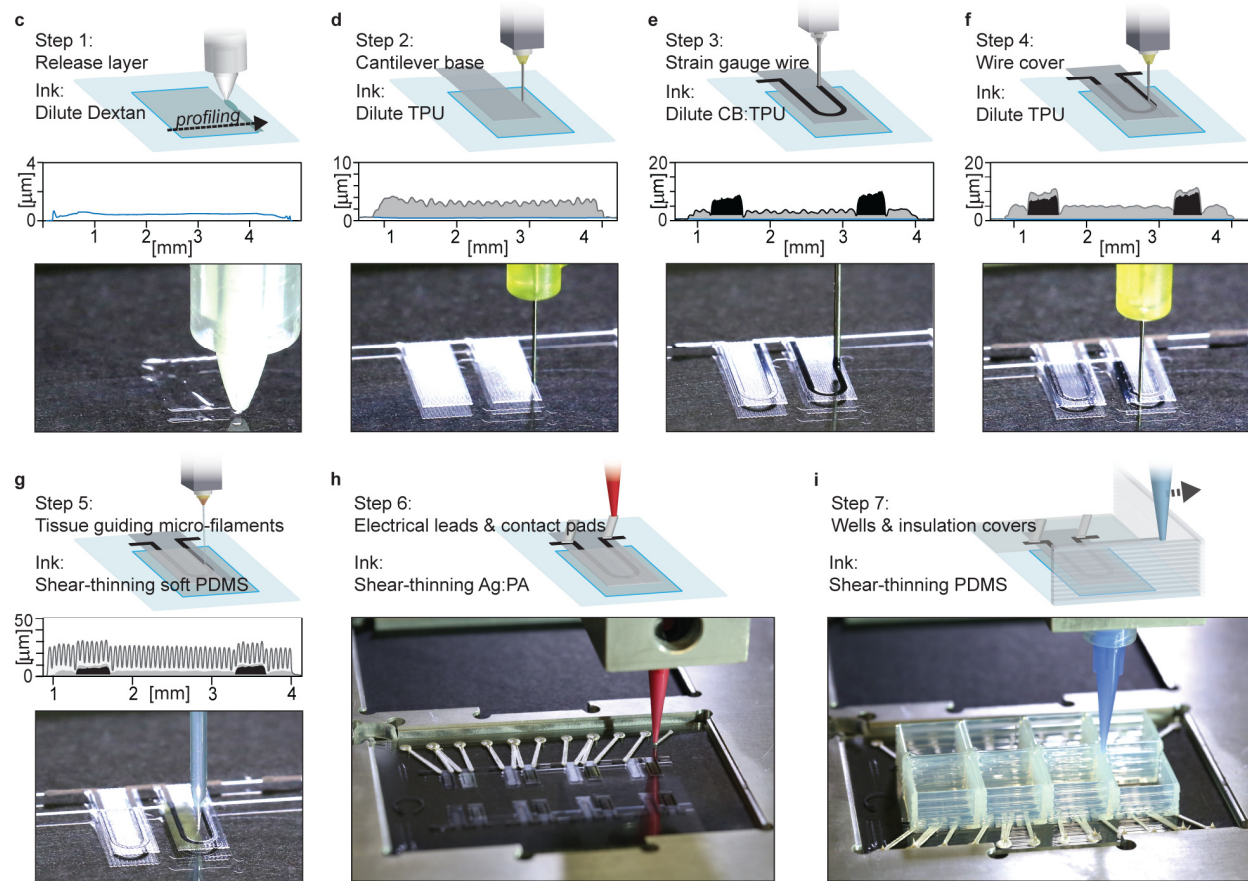 c
Step 1:
Release layer
Ink:
Dilute Dextan
profiling
4
[µm]
0
1 2 3 4
[mm]
d
Step 2:
Cantilever base
Ink:
Dilute TPU
10
[µm]
0
1 2 3 4
[mm]
e
Step 3:
Strain gauge wire
Ink:
Dilute CB:TPU
20
[µm]
0
1 2 3 4
[mm]
f
Step 4:
Wire cover
Ink:
Dilute TPU
20
[µm]
0
1 2 3 4
[mm]
g
Step 5:
Tissue guiding micro-filaments
Ink:
Shear-thinning soft PDMS
50
[µm]
0
1 2 3 4
[mm]
h
Step 6:
Electrical leads & contact pads
Ink:
Shear-thinning Ag:PA
i
Step 7:
Wells & insulation covers
Ink:
Shear-thinning PDMS